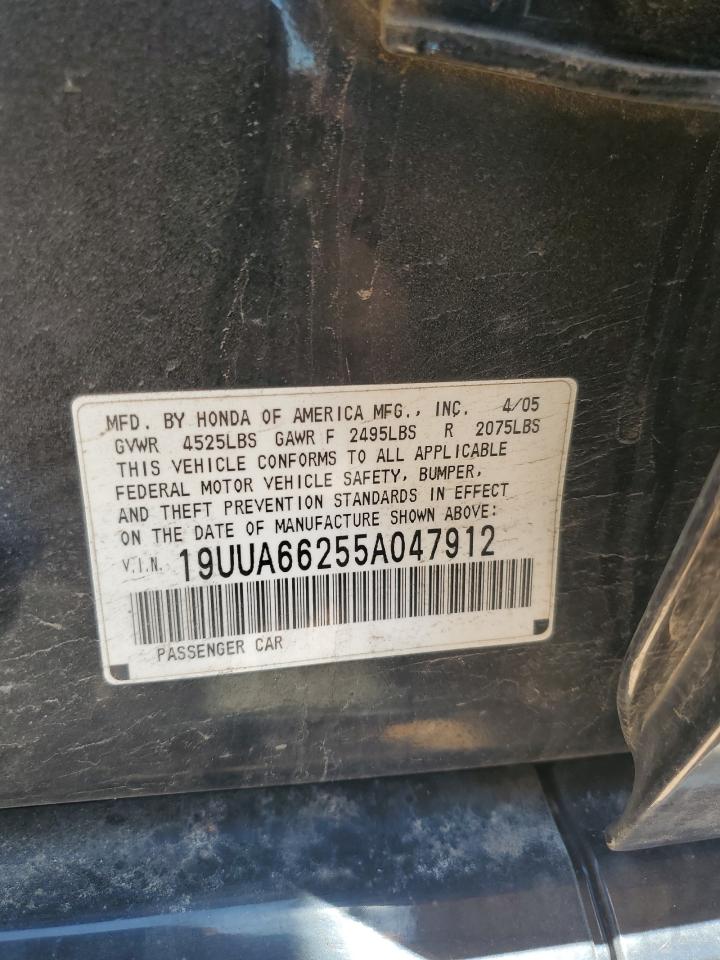 MFD. BY HONDA OF AMERICA MFG., INC. 4/05
GVWR 4525LBS GAWR F 2495LBS R 2075LBS
THIS VEHICLE CONFORMS TO ALL APPLICABLE
FEDERAL MOTOR VEHICLE SAFETY, BUMPER,
AND THEFT PREVENTION STANDARDS IN EFFECT
ON THE DATE OF MANUFACTURE SHOWN ABOVE:
V.I.N. 19UUA66255A047912
PASSENGER CAR